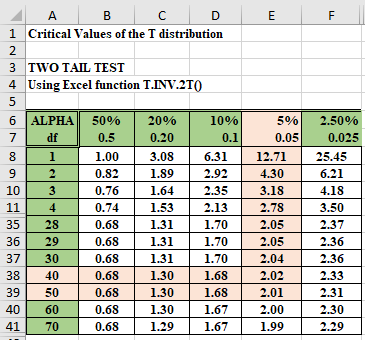 A B C D E F
1 Critical Values of the T distribution
2
3 TWO TAIL TEST
4 Using Excel function T.INV.2T()
5
6 ALPHA 50% 20% 10% 5% 2.50%
7 df 0.5 0.20 0.1 0.05 0.025
8 1 1.00 3.08 6.31 12.71 25.45
9 2 0.82 1.89 2.92 4.30 6.21
10 3 0.76 1.64 2.35 3.18 4.18
11 4 0.74 1.53 2.13 2.78 3.50
35 28 0.68 1.31 1.70 2.05 2.37
36 29 0.68 1.31 1.70 2.05 2.36
37 30 0.68 1.31 1.70 2.04 2.36
38 40 0.68 1.30 1.68 2.02 2.33
39 50 0.68 1.30 1.68 2.01 2.31
40 60 0.68 1.30 1.67 2.00 2.30
41 70 0.68 1.29 1.67 1.99 2.29